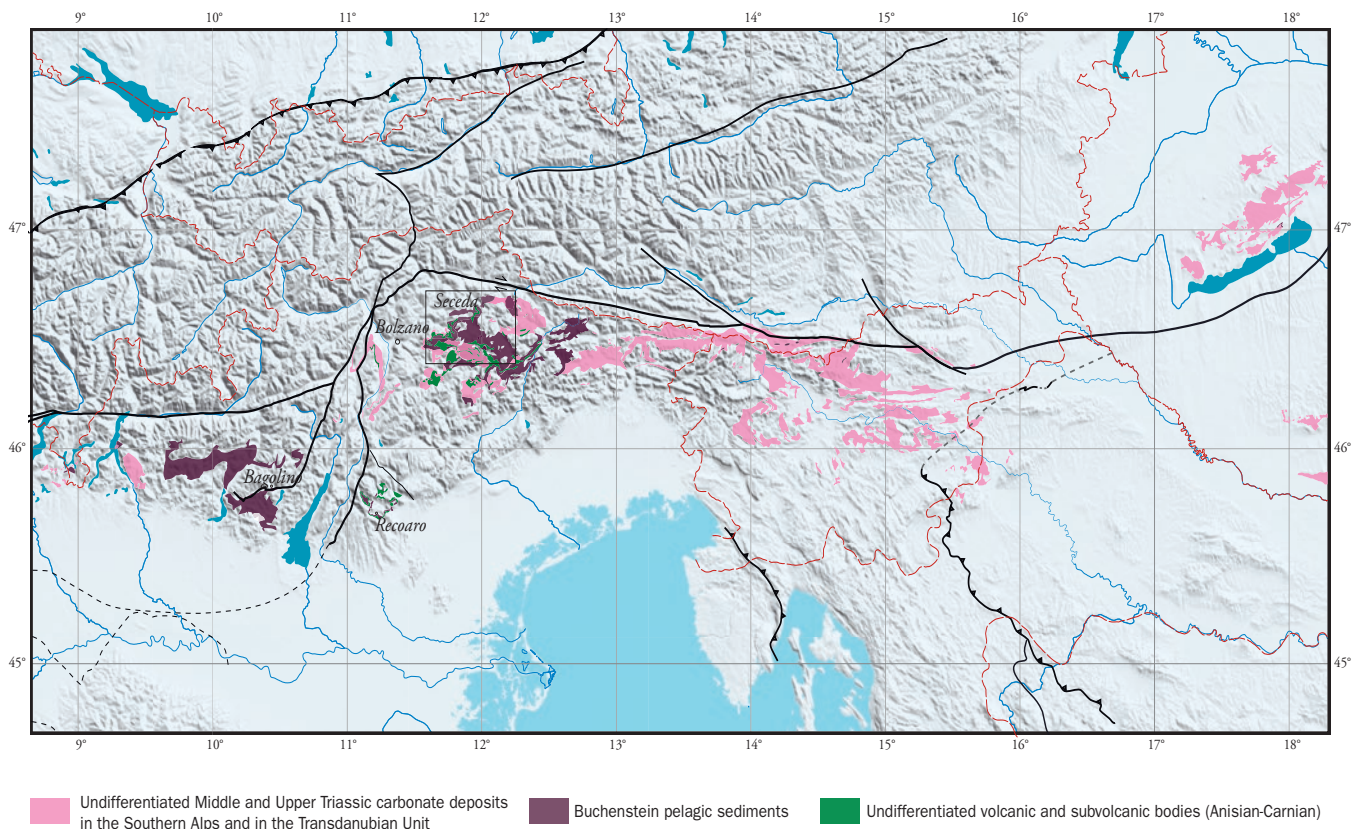 9° 10° 11° 12° 13° 14° 15° 16° 17° 18°
47° 47°
Seceda
Bolzano
46° 46°
Bagolino
Recoaro
45° 45°
9° 10° 11° 12° 13° 14° 15° 16° 17° 18°
Undifferentiated Middle and Upper Triassic carbonate deposits
in the Southern Alps and in the Transdanubian Unit
Buchenstein pelagic sediments
Undifferentiated volcanic and subvolcanic bodies (Anisian-Carnian)